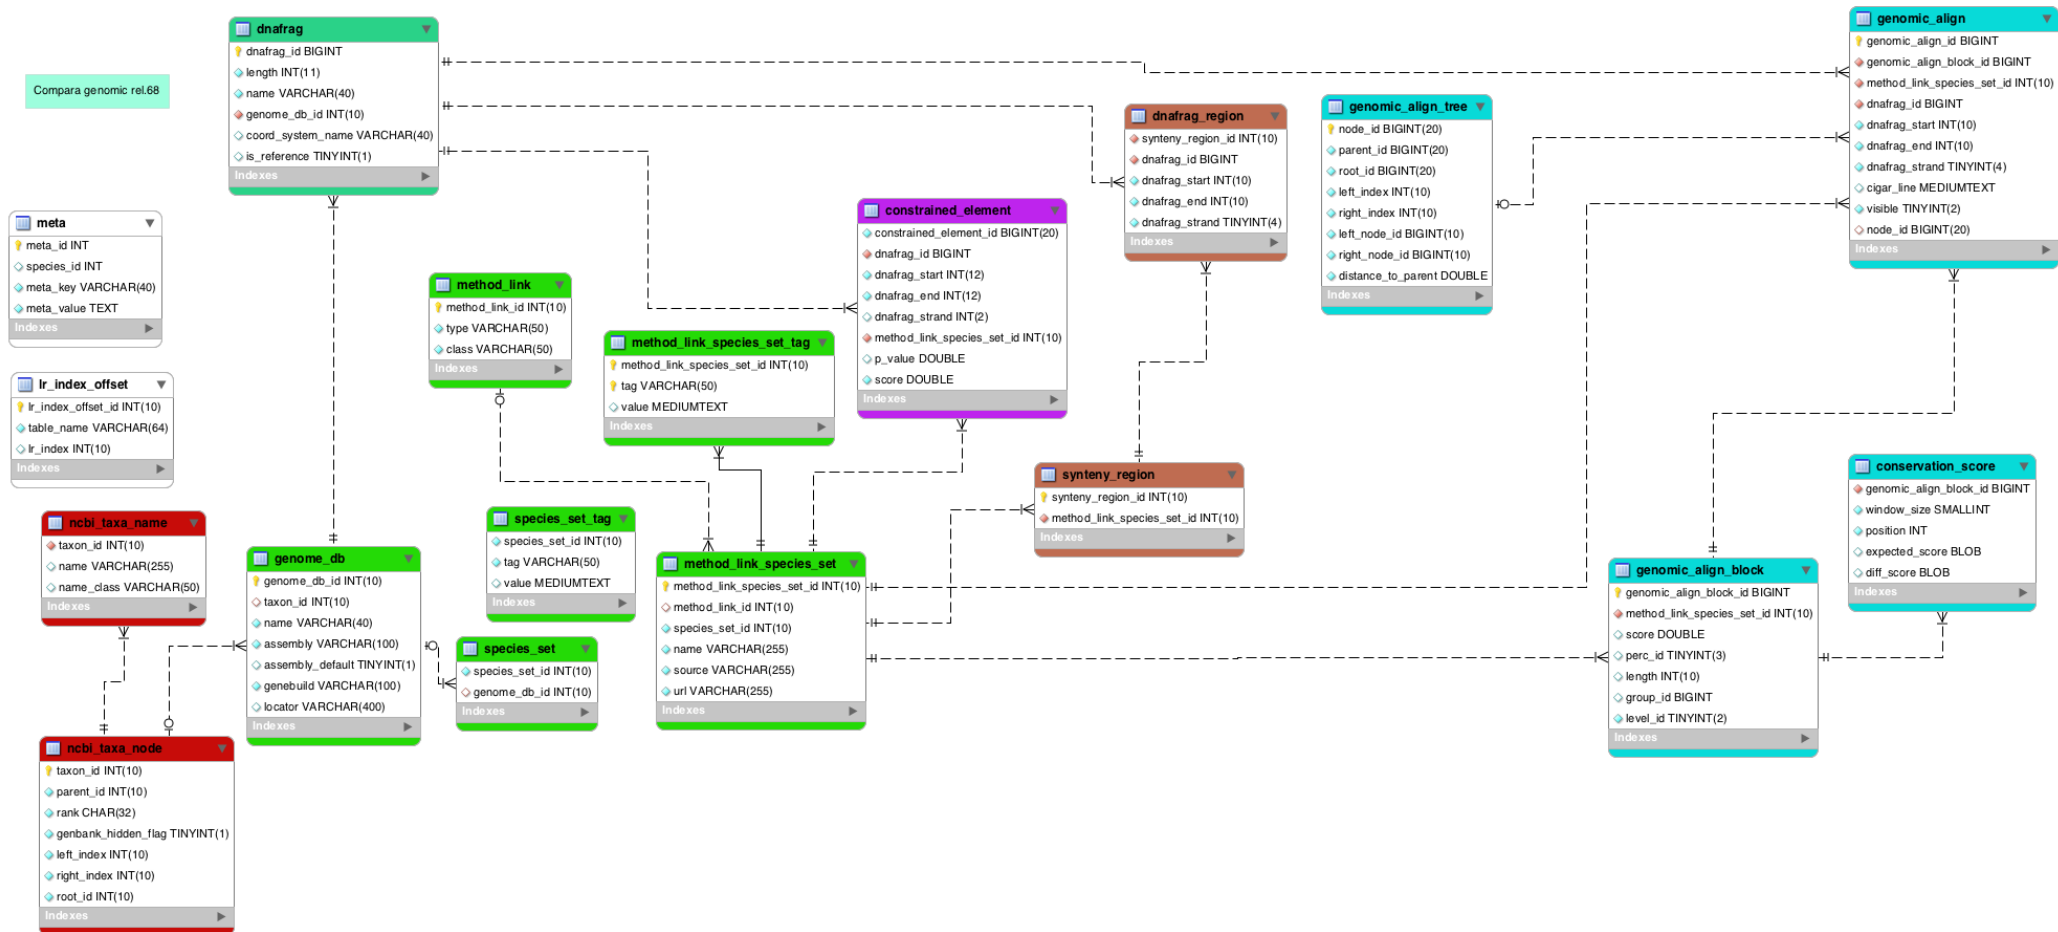 Compara genomic rel.68
dnafrag
dnafrag_id BIGINT
length INT(11)
name VARCHAR(40)
genome_db_id INT(10)
coord_system_name VARCHAR(40)
is_reference TINYINT(1)
Indexes
meta
meta_id INT
species_id INT
meta_key VARCHAR(40)
meta_value TEXT
Indexes
lr_index_offset
lr_index_offset_id INT(10)
table_name VARCHAR(64)
lr_index INT(10)
Indexes
ncbi_taxa_name
taxon_id INT(10)
name VARCHAR(255)
name_class VARCHAR(50)
Indexes
ncbi_taxa_node
taxon_id INT(10)
parent_id INT(10)
rank CHAR(32)
genbank_hidden_flag TINYINT(1)
left_index INT(10)
right_index INT(10)
root_id INT(10)
Indexes
genome_db
genome_db_id INT(10)
taxon_id INT(10)
name VARCHAR(40)
assembly VARCHAR(100)
assembly_default TINYINT(1)
genebuild VARCHAR(100)
locator VARCHAR(400)
Indexes
method_link
method_link_id INT(10)
type VARCHAR(50)
class VARCHAR(50)
Indexes
species_set_tag
species_set_id INT(10)
tag VARCHAR(50)
value MEDIUMTEXT
Indexes
species_set
species_set_id INT(10)
genome_db_id INT(10)
Indexes
method_link_species_set_tag
method_link_species_set_id INT(10)
tag VARCHAR(50)
value MEDIUMTEXT
Indexes
method_link_species_set
method_link_species_set_id INT(10)
method_link_id INT(10)
species_set_id INT(10)
name VARCHAR(255)
source VARCHAR(255)
url VARCHAR(255)
Indexes
constrained_element
constrained_element_id BIGINT(20)
dnafrag_id BIGINT
dnafrag_start INT(12)
dnafrag_end INT(12)
dnafrag_strand INT(2)
method_link_species_set_id INT(10)
p_value DOUBLE
score DOUBLE
Indexes
dnafrag_region
synteny_region_id INT(10)
dnafrag_id BIGINT
dnafrag_start INT(10)
dnafrag_end INT(10)
dnafrag_strand TINYINT(4)
Indexes
synteny_region
synteny_region_id INT(10)
method_link_species_set_id INT(10)
Indexes
genomic_align_tree
node_id BIGINT(20)
parent_id BIGINT(20)
root_id BIGINT(20)
left_index INT(10)
right_index INT(10)
left_node_id BIGINT(10)
right_node_id BIGINT(10)
distance_to_parent DOUBLE
Indexes
genomic_align
genomic_align_id BIGINT
genomic_align_block_id BIGINT
method_link_species_set_id INT(10)
dnafrag_id BIGINT
dnafrag_start INT(10)
dnafrag_end INT(10)
dnafrag_strand TINYINT(4)
cigar_line MEDIUMTEXT
visible TINYINT(2)
node_id BIGINT(20)
Indexes
conservation_score
genomic_align_block_id BIGINT
window_size SMALLINT
position INT
expected_score BLOB
diff_score BLOB
Indexes
genomic_align_block
genomic_align_block_id BIGINT
method_link_species_set_id INT(10)
score DOUBLE
perc_id TINYINT(3)
length INT(10)
group_id BIGINT
level_id TINYINT(2)
Indexes